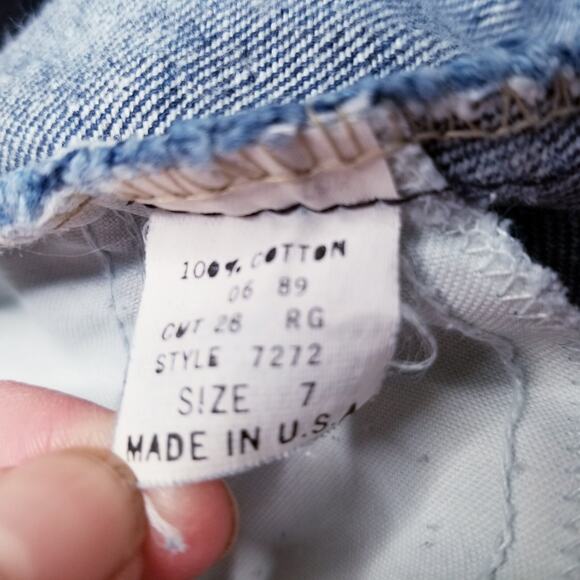 100% COTTON
06 89
CUT 28 RG
STYLE 7272
SIZE 7
MADE IN U.S.A